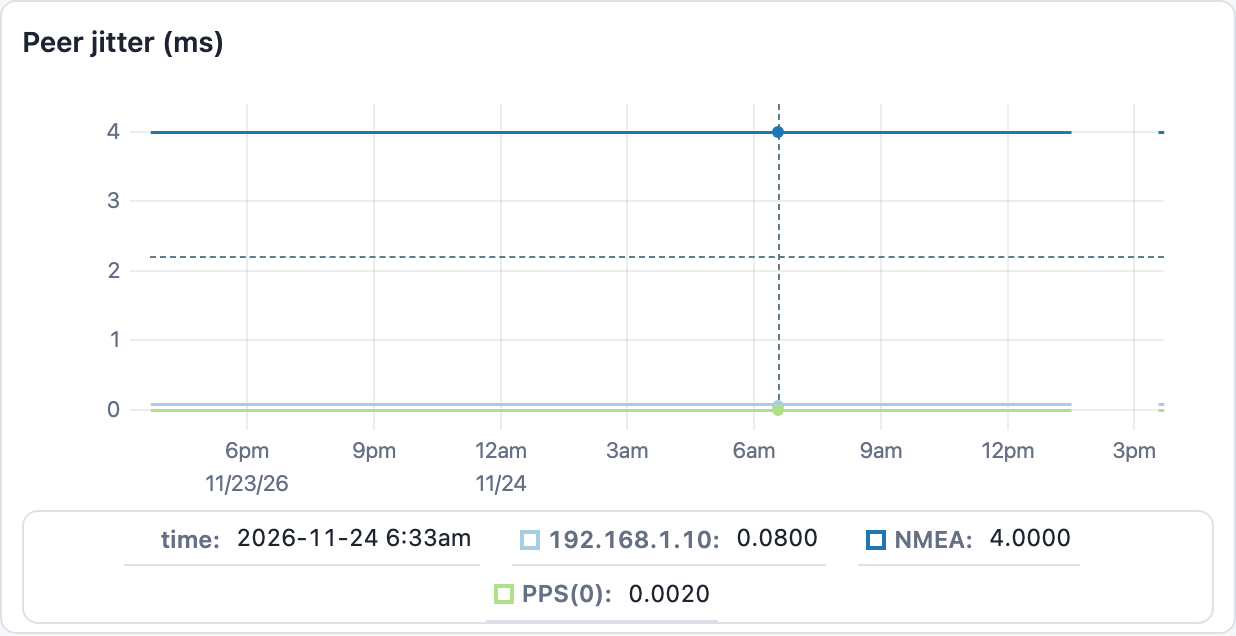 Peer jitter (ms)
4
3
2
1
0
6pm 9pm 12am 3am 6am 9am 12pm 3pm
11/23/26 11/24
time: 2026-11-24 6:33am 192.168.1.10: 0.0800 NMEA: 4.0000
PPS(0): 0.0020